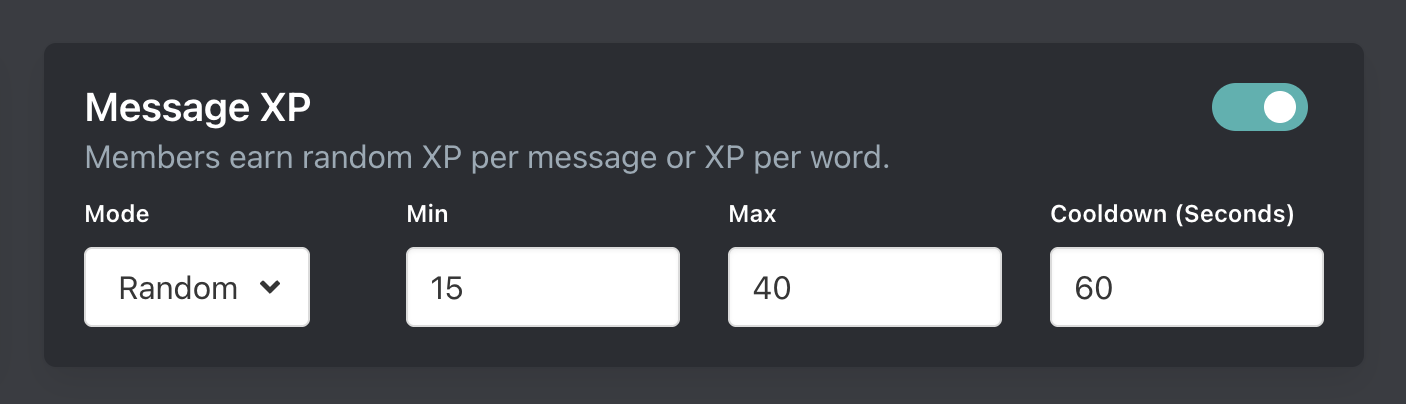 Message XP
Members earn random XP per message or XP per word.
Mode Min Max Cooldown (Seconds)
Random 15 40 60